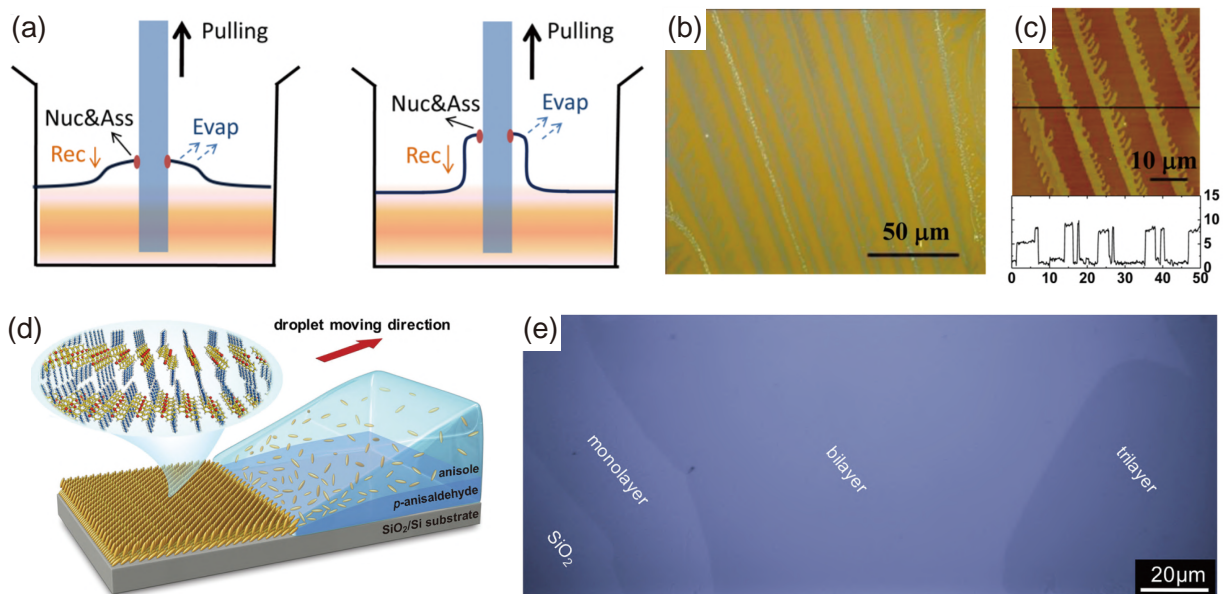 (a)
Pulling
Nuc&Ass
Evap
Rec
Pulling
Nuc&Ass
Evap
Rec
(b)
50 μm
(c)
10 μm
15
10
5
0
0 10 20 30 40 50
(d)
droplet moving direction
anisole
p-anisaldehyde
SiO₂/Si substrate
(e)
SiO₂
monolayer
bilayer
trilayer
20μm